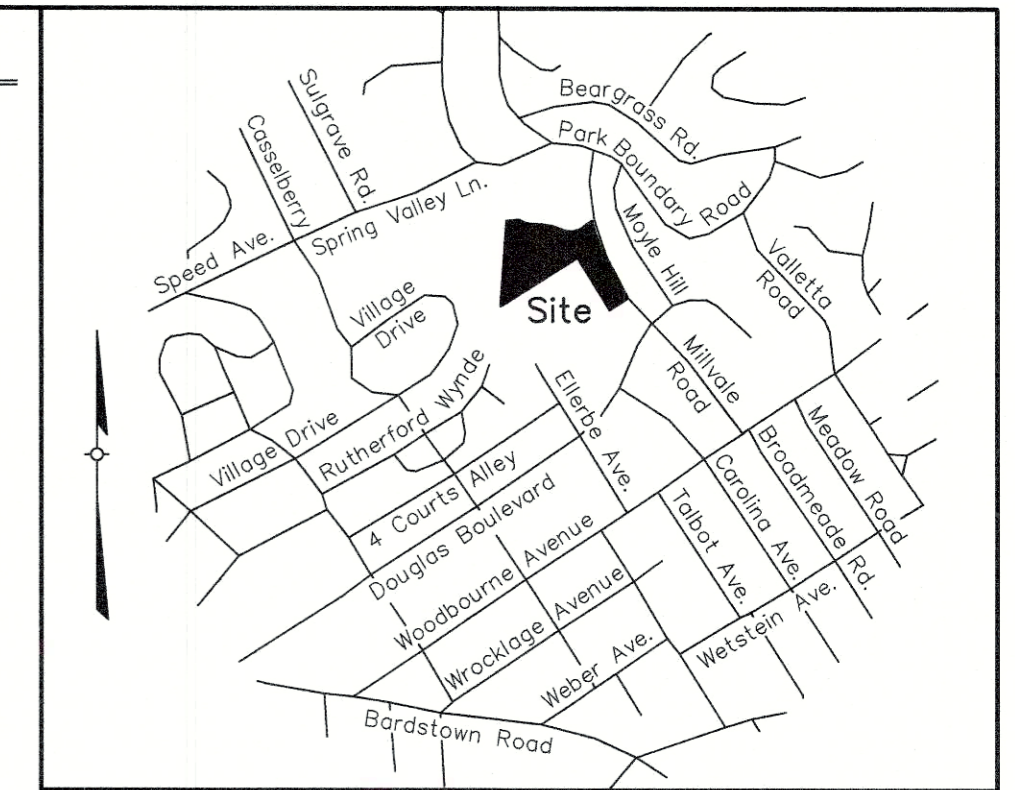 Beargrass Rd.
Sulgrave Rd.
Casselberry
Park Boundary Road
Spring Valley Ln.
Speed Ave.
Moyle Hill
Valletta
Road
Site
Village
Drive
Millvale
Road
Rutherford Wynde
Ellerbe Ave.
Village Drive
Meadow Road
Broadmeade Rd.
Carolina Ave.
4 Courts Alley
Douglas Boulevard
Talbot Ave.
Woodbourne Avenue
Wrocklage Avenue
Weber Ave.
Wetstein Ave.
Bardstown Road